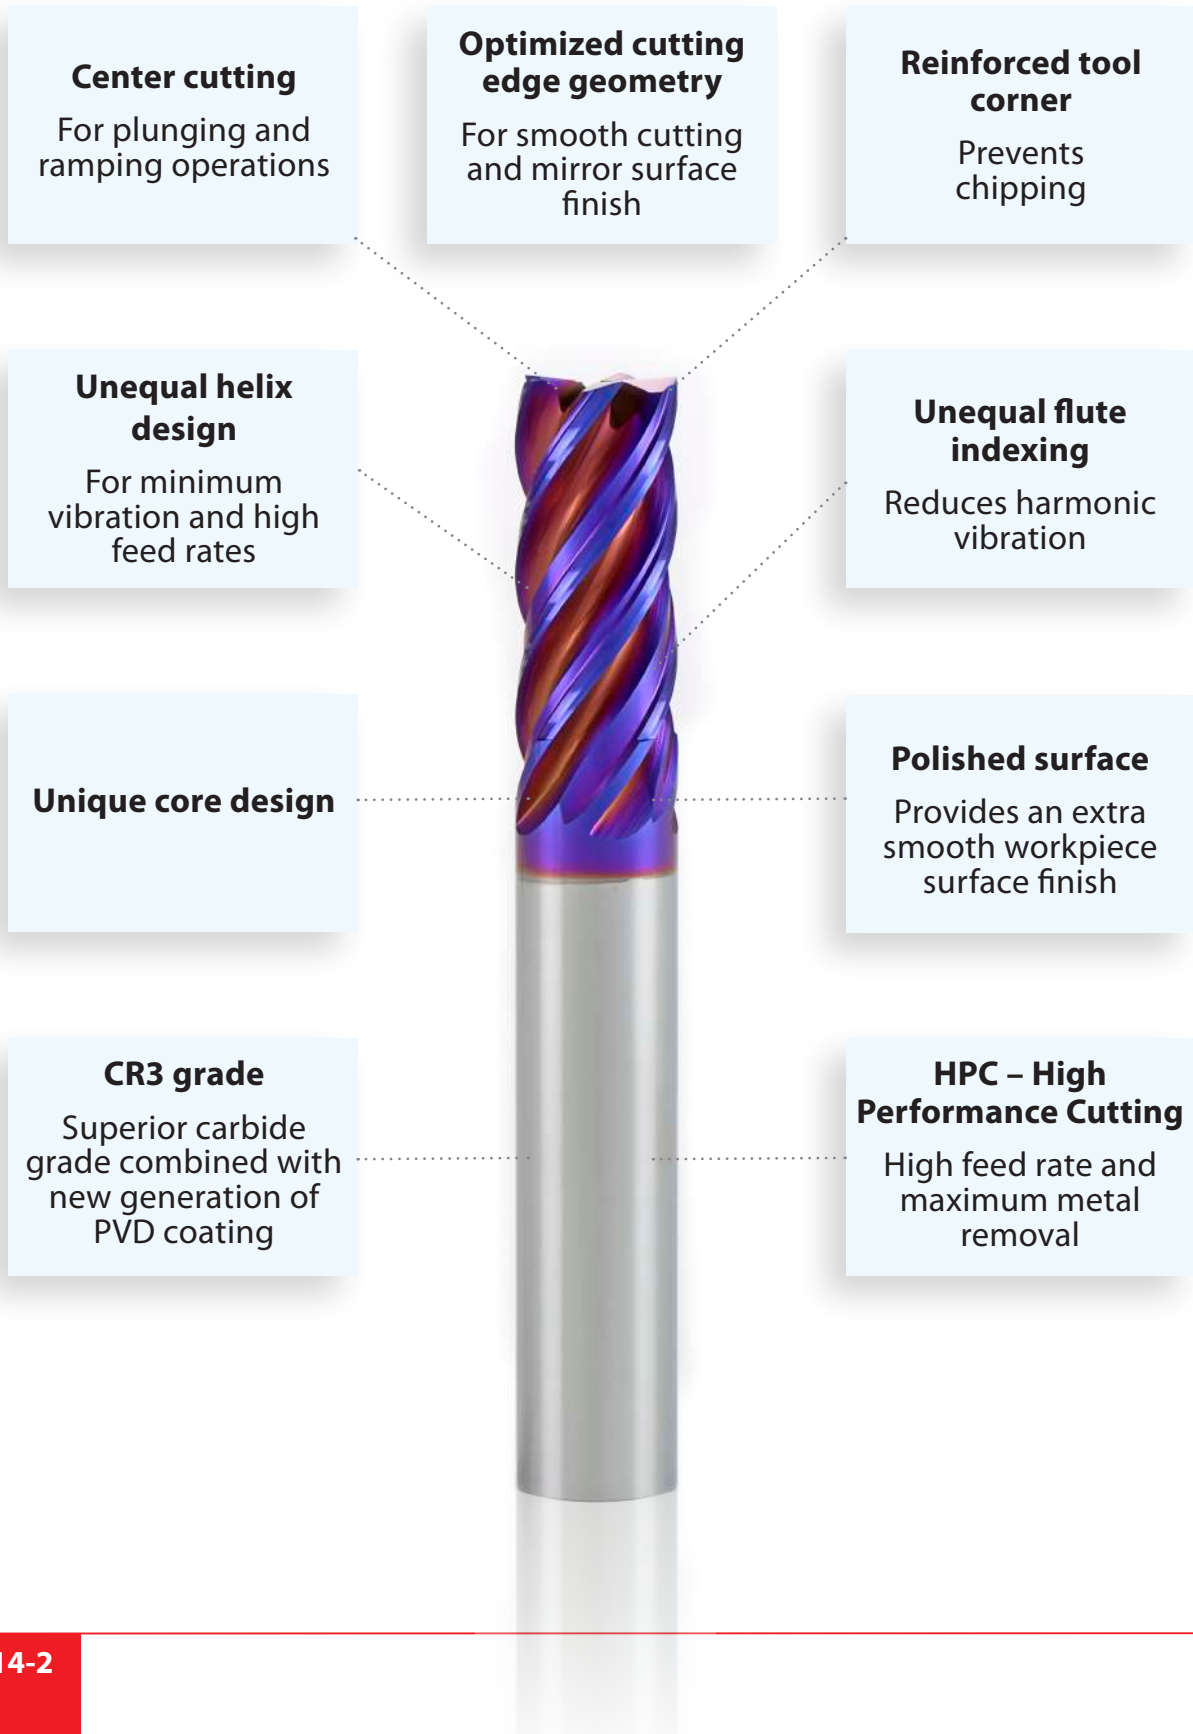 Center cutting
For plunging and
ramping operations
Optimized cutting
edge geometry
For smooth cutting
and mirror surface
finish
Reinforced tool
corner
Prevents
chipping
Unequal helix
design
For minimum
vibration and high
feed rates
Unequal flute
indexing
Reduces harmonic
vibration
Unique core design
Polished surface
Provides an extra
smooth workpiece
surface finish
CR3 grade
Superior carbide
grade combined with
new generation of
PVD coating
HPC – High
Performance Cutting
High feed rate and
maximum metal
removal
14-2